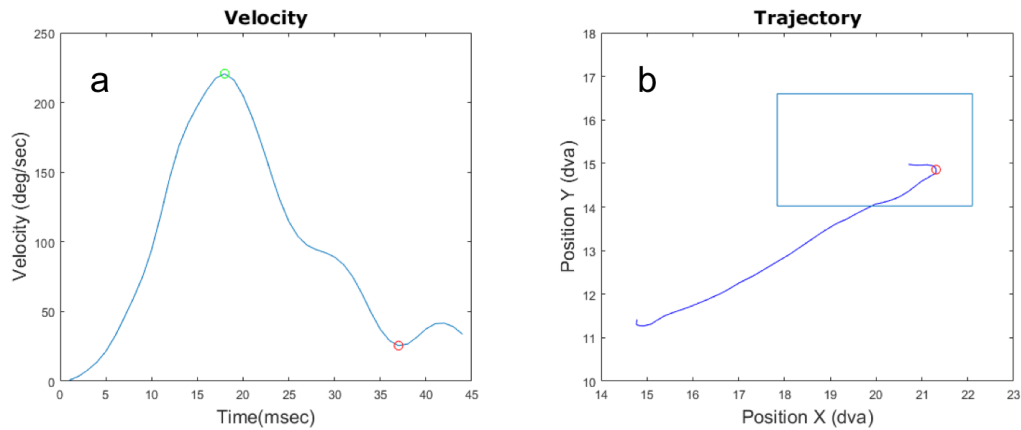 Velocity
a
250
200
150
100
50
0
Velocity (deg/sec)
0 5 10 15 20 25 30 35 40 45
Time(msec)
Trajectory
b
18
17
16
15
14
13
12
11
10
Position Y (dva)
14 15 16 17 18 19 20 21 22 23
Position X (dva)